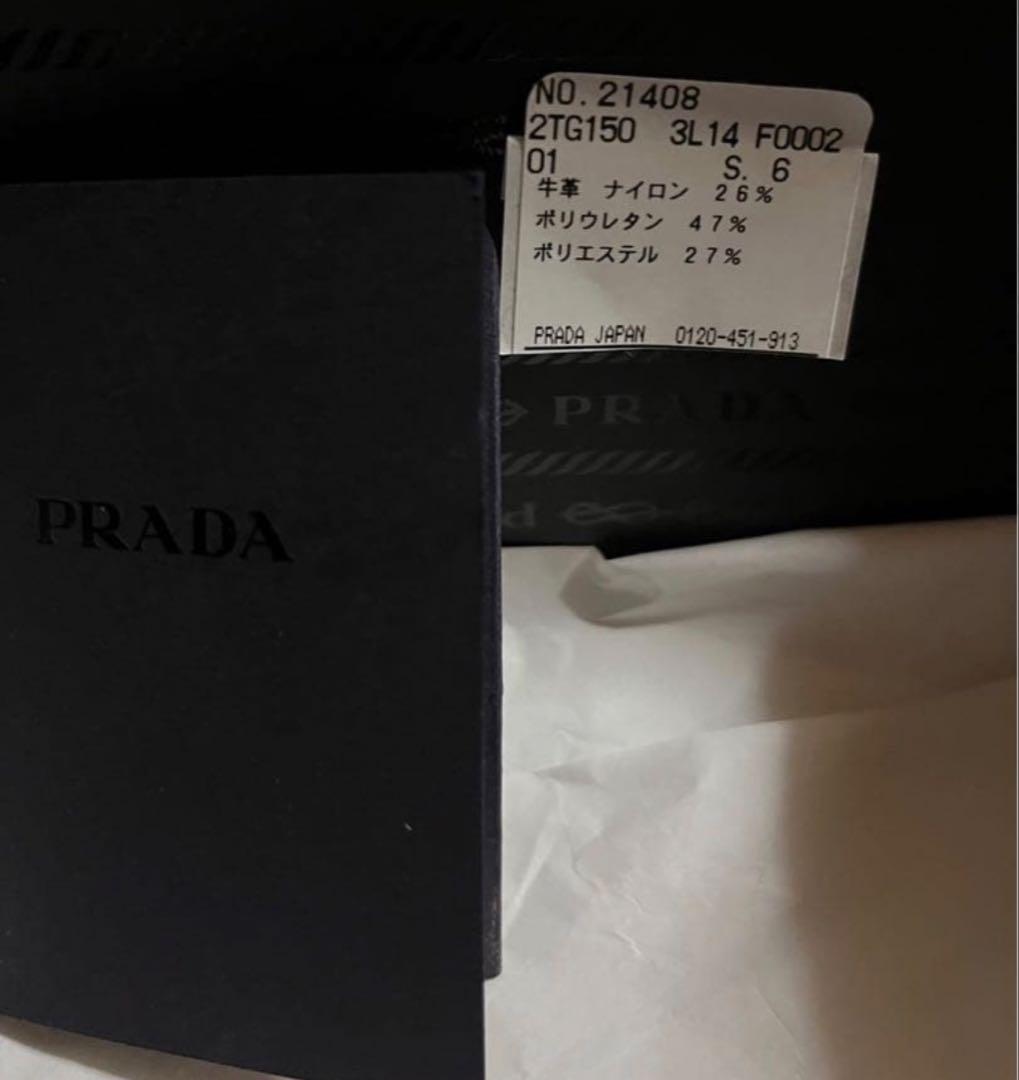 NO. 21408
2TG150 3L14 F0002
01 S. 6
牛革 ナイロン 26%
ポリウレタン 47%
ポリエステル 27%
PRADA JAPAN 0120-451-913
PRADA
PRADA